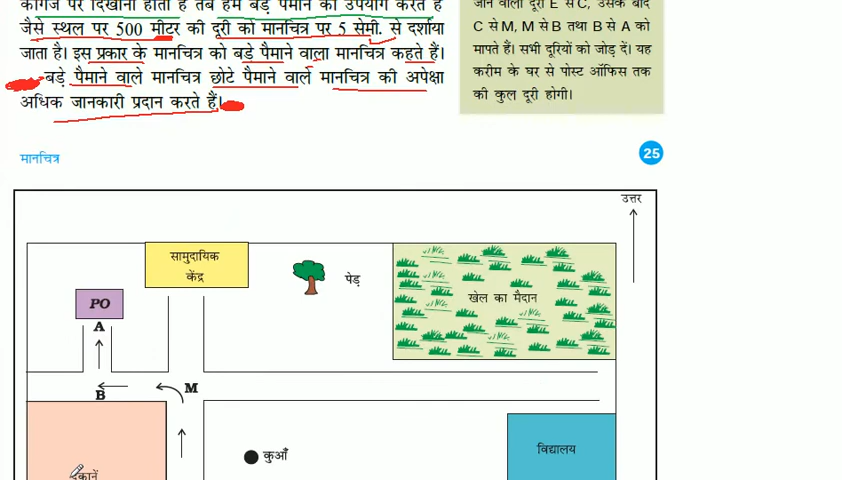 कागज पर दिखाना होता है तब हम बड़े पैमाने का उपयोग करते हैं
जैसे स्थल पर 500 मीटर की दूरी को मानचित्र पर 5 सेमी. से दर्शाया
जाता है। इस प्रकार के मानचित्र को बड़े पैमाने वाला मानचित्र कहते हैं।
बड़े पैमाने वाले मानचित्र छोटे पैमाने वाले मानचित्र की अपेक्षा
अधिक जानकारी प्रदान करते हैं।
जाने वाली दूरी E से C, उसके बाद
C से M, M से B तथा B से A को
मापते हैं। सभी दूरियों को जोड़ दें। यह
करीम के घर से पोस्ट ऑफिस तक
की कुल दूरी होगी।
मानचित्र
25
उत्तर
सामुदायिक
केंद्र
पेड़
खेल का मैदान
PO
A
B
M
कुआँ
विद्यालय
दुकानें